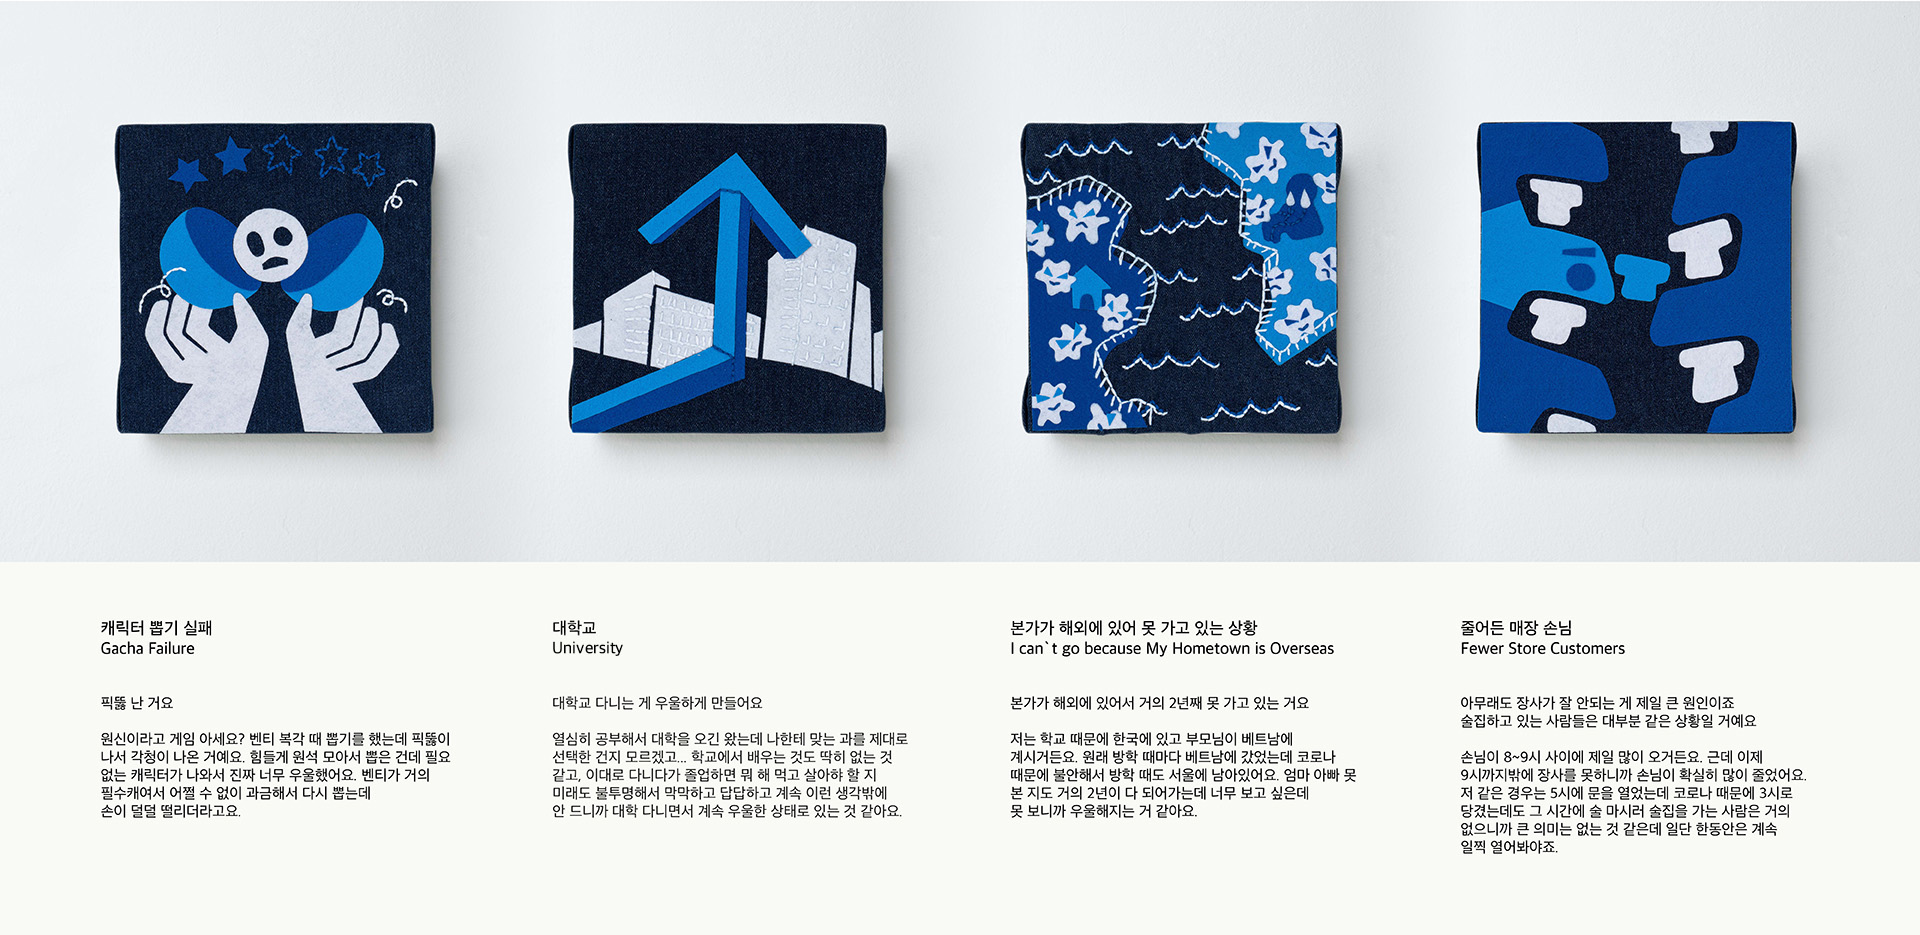 캐릭터 뽑기 실패
Gacha Failure
픽뚫 난 거요
원신이라고 게임 아세요? 벤티 복각 때 뽑기를 했는데 픽뚫이
나서 각청이 나온 거예요. 힘들게 원석 모아서 뽑은 건데 필요
없는 캐릭터가 나와서 진짜 너무 우울했어요. 벤티가 거의
필수캐여서 어쩔 수 없이 과금해서 다시 뽑는데
손이 덜덜 떨리더라고요.
대학교
University
대학교 다니는 게 우울하게 만들어요
열심히 공부해서 대학을 오긴 왔는데 나한테 맞는 과를 제대로
선택한 건지 모르겠고... 학교에서 배우는 것도 딱히 없는 것
같고, 이대로 다니다가 졸업하면 뭐 해 먹고 살아햐 할 지
미래도 불투명해서 막막하고 답답하고 계속 이런 생각밖에
안 드니까 대학 다니면서 계속 우울한 상태로 있는 것 같아요.
본가가 해외에 있어 못 가고 있는 상황
I can`t go because My Hometown is Overseas
본가가 해외에 있어서 거의 2년째 못 가고 있는 거요
저는 학교 때문에 한국에 있고 부모님이 베트남에
계시거든요. 원래 방학 때마다 베트남에 갔었는데 코로나
때문에 불안해서 방학 때도 서울에 남아있어요. 엄마 아빠 못
본 지도 거의 2년이 다 되어가는데 너무 보고 싶은데
못 보니까 우울해지는 거 같아요.
줄어든 매장 손님
Fewer Store Customers
아무래도 장사가 잘 안되는 게 제일 큰 원인이죠
술집하고 있는 사람들은 대부분 같은 상황일 거예요
손님이 8~9시 사이에 제일 많이 오거든요. 근데 이제
9시까지밖에 장사를 못하니까 손님이 확실히 많이 줄었어요.
저 같은 경우는 5시에 문을 열었는데 코로나 때문에 3시로
당겼는데도 그 시간에 술 마시러 술집을 가는 사람은 거의
없으니까 큰 의미는 없는 것 같은데 일단 한동안은 계속
일찍 열어봐야죠.